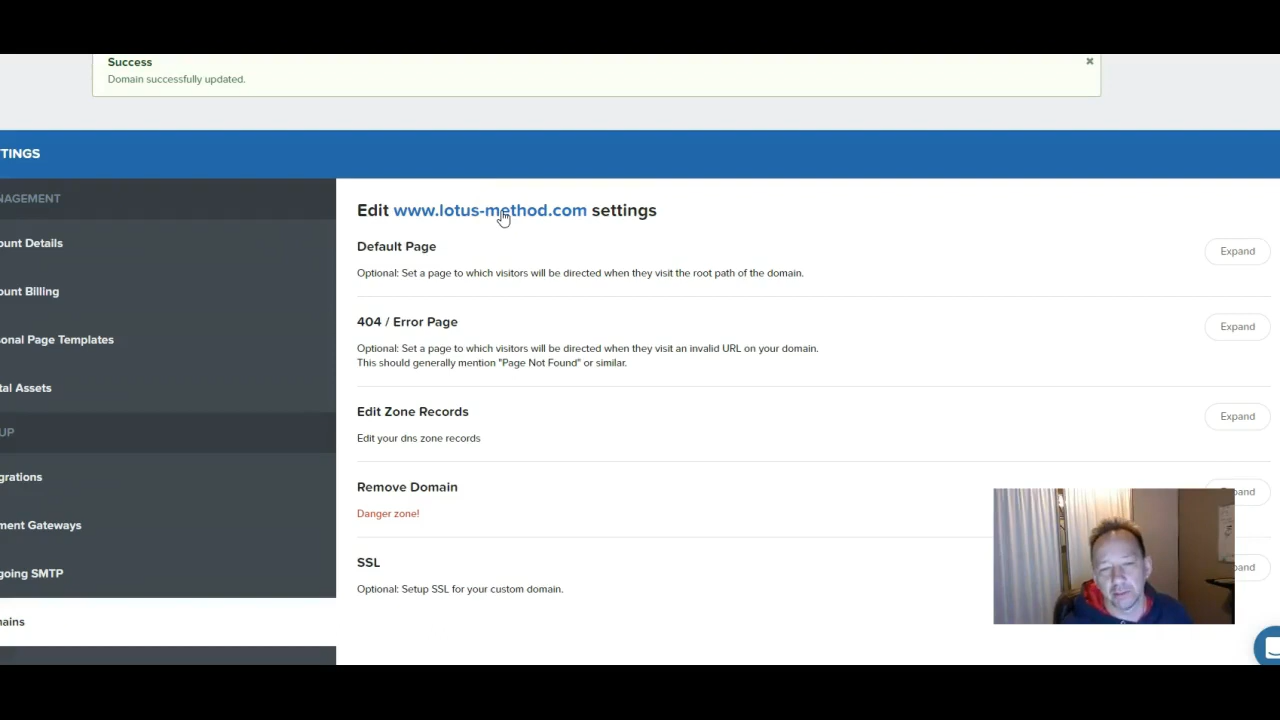 Success
×
Domain successfully updated.
TINGS
NAGEMENT
ount Details
ount Billing
onal Page Templates
tal Assets
UP
grations
ment Gateways
going SMTP
nains
Edit www.lotus-method.com settings
Default Page
Expand
Optional: Set a page to which visitors will be directed when they visit the root path of the domain.
404 / Error Page
Expand
Optional: Set a page to which visitors will be directed when they visit an invalid URL on your domain.
This should generally mention "Page Not Found" or similar.
Edit Zone Records
Expand
Edit your dns zone records
Remove Domain
pand
Danger zone!
SSL
and
Optional: Setup SSL for your custom domain.